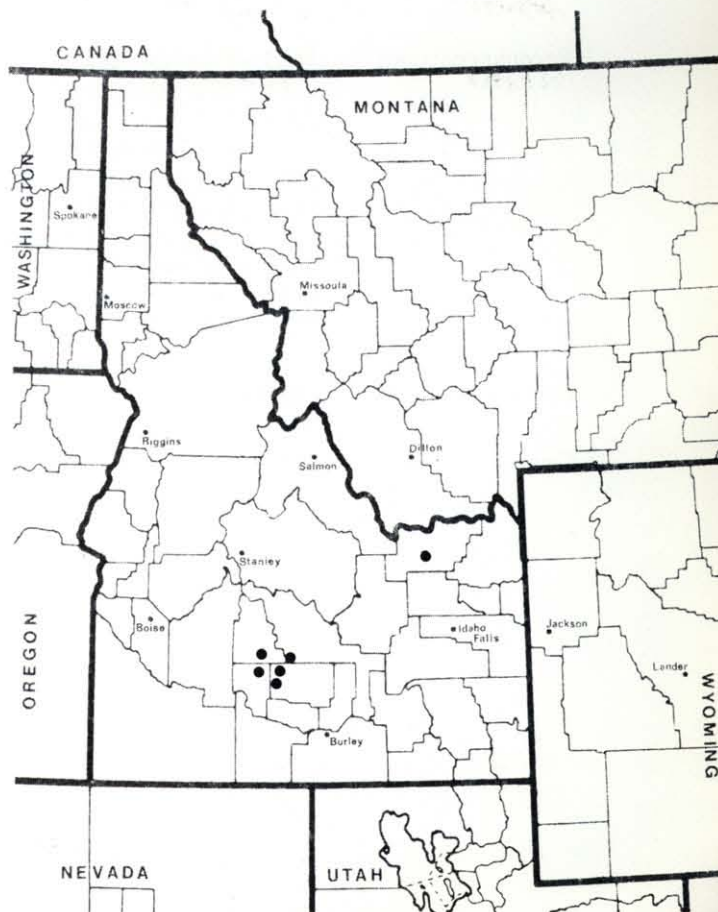 CANADA
MONTANA
WASHINGTON
Spokane
Missoula
Moscow
Riggins
Salmon
Dillon
Stanley
Boise
Idaho
Falls
Jackson
Lander
OREGON
WYOMING
Burley
NEVADA
UTAH